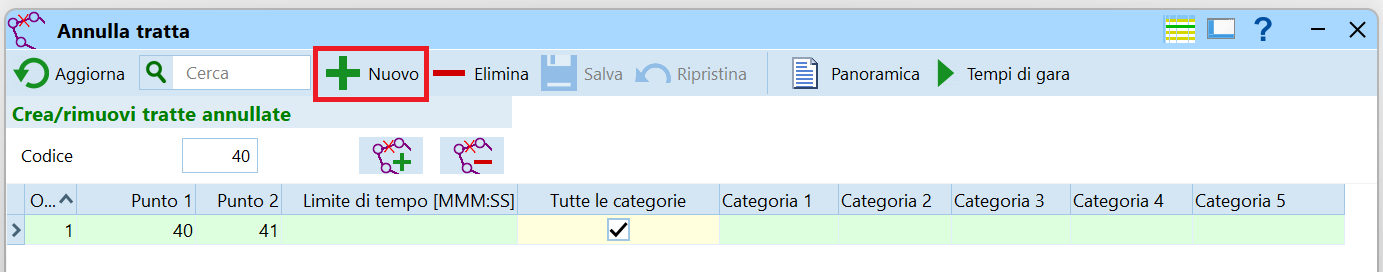 Annulla tratta ?
Aggiorna Cerca Nuovo Elimina Salva Ripristina Panoramica Tempi di gara
Crea/rimuovi tratte annullate
Codice 40
O... Punto 1 Punto 2 Limite di tempo [MMM:SS] Tutte le categorie Categoria 1 Categoria 2 Categoria 3 Categoria 4 Categoria 5
1 40 41